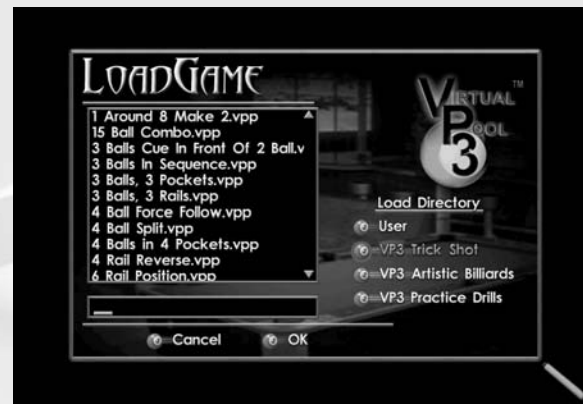 LOADGAME
1 Around 8 Make 2.vpp
15 Ball Combo.vpp
3 Balls Cue In Front Of 2 Ball.v
3 Balls In Sequence.vpp
3 Balls, 3 Pockets.vpp
3 Balls, 3 Rails.vpp
4 Ball Force Follow.vpp
4 Ball Split.vpp
4 Balls in 4 Pockets.vpp
4 Rail Reverse.vpp
6 Rail Position.vpp
Cancel
OK
VIRTUAL TM
POOL
3
Load Directory
User
VP3 Trick Shot
VP3 Artistic Billiards
VP3 Practice Drills